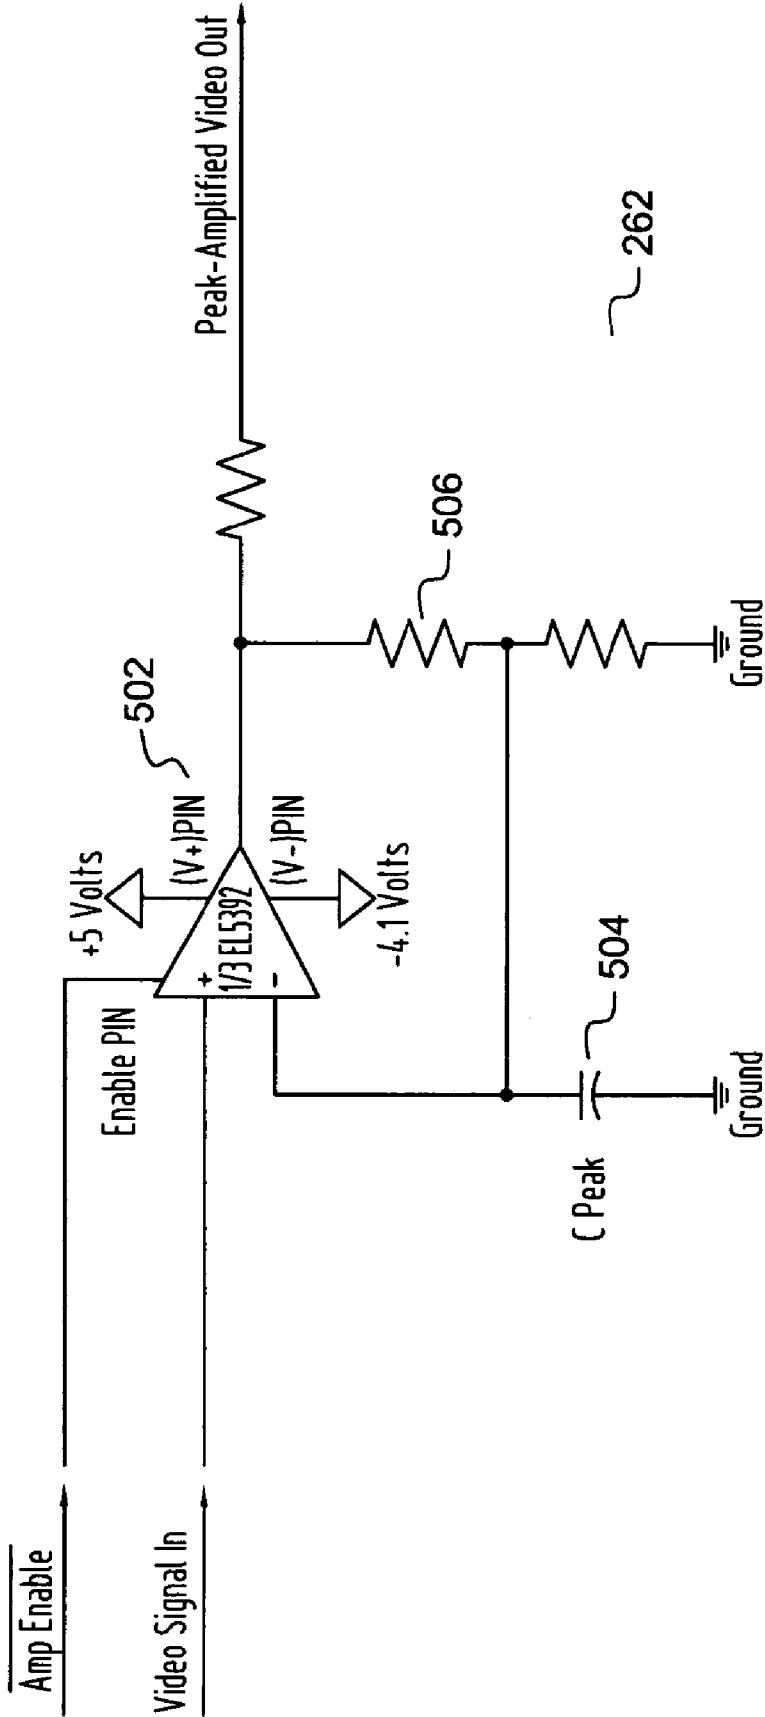 Amp Enable
Video Signal In
Enable PIN
+5 Volts
(V+)PIN
502
+
1/3 EL5392
-
(V-)PIN
-4.1 Volts
Peak-Amplified Video Out
506
504
C Peak
Ground
Ground
262